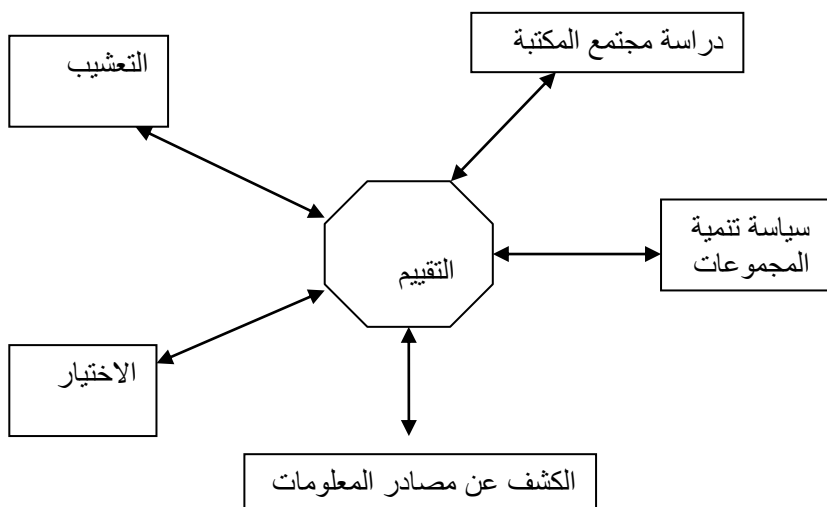 دراسة مجتمع المكتبة
التعشيب
سياسة تنمية
المجموعات
التقييم
الاختيار
الكشف عن مصادر المعلومات